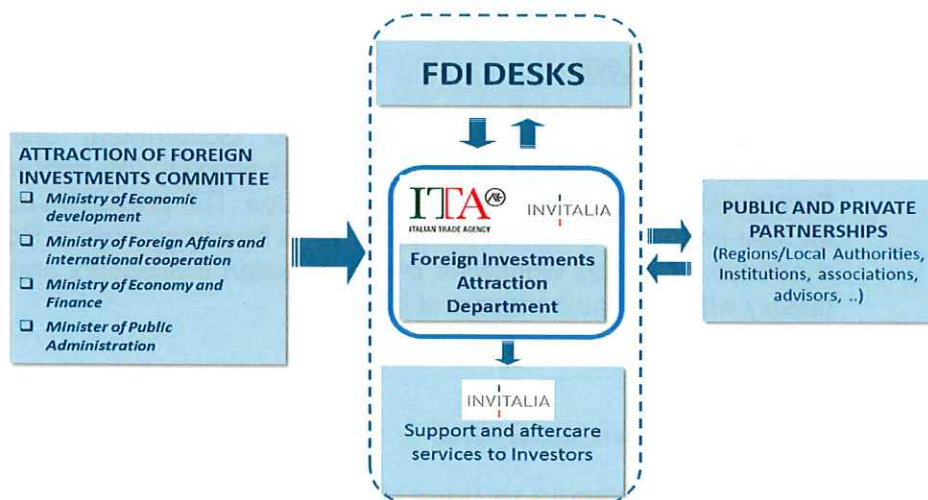 FDI DESKS
ATTRACTION OF FOREIGN
INVESTMENTS COMMITTEE
Ministry of Economic
development
Ministry of Foreign Affairs and
international cooperation
Ministry of Economy and
Finance
Minister of Public
Administration
ITA
ITALIAN TRADE AGENCY
INVITALIA
Foreign Investments
Attraction
Department
PUBLIC AND PRIVATE
PARTNERSHIPS
(Regions/Local Authorities,
Institutions, associations,
advisors, ..)
INVITALIA
Support and aftercare
services to Investors